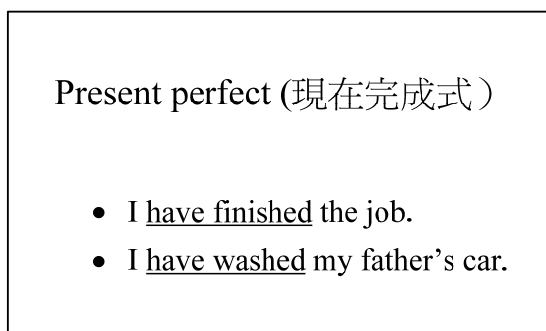 Present perfect (現在完成式）
• I have finished the job.
• I have washed my father’s car.